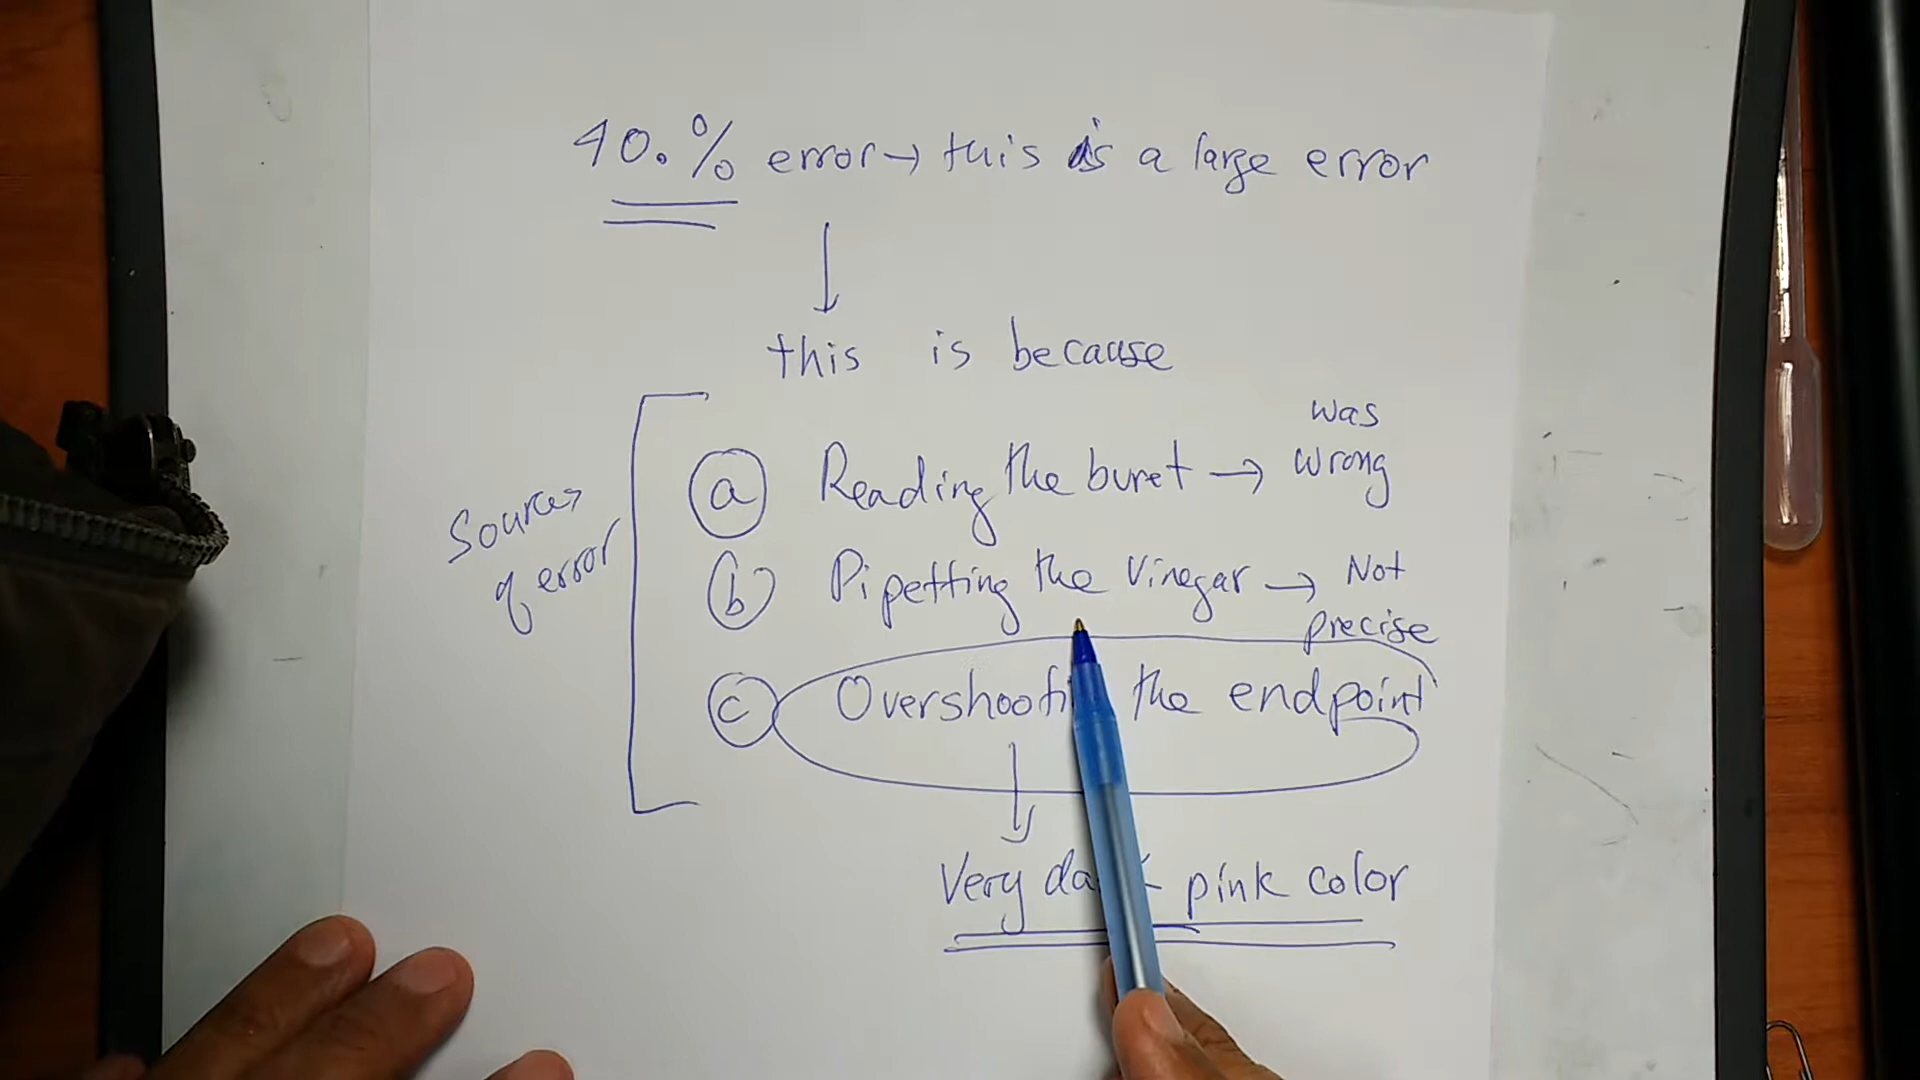 40.% error → this is a large error
↓
this is because
Sources of error
(a) Reading the buret → was wrong
(b) Pipetting the vinegar → Not precise
(c) Overshooti the endpoint
↓
Very da pink color